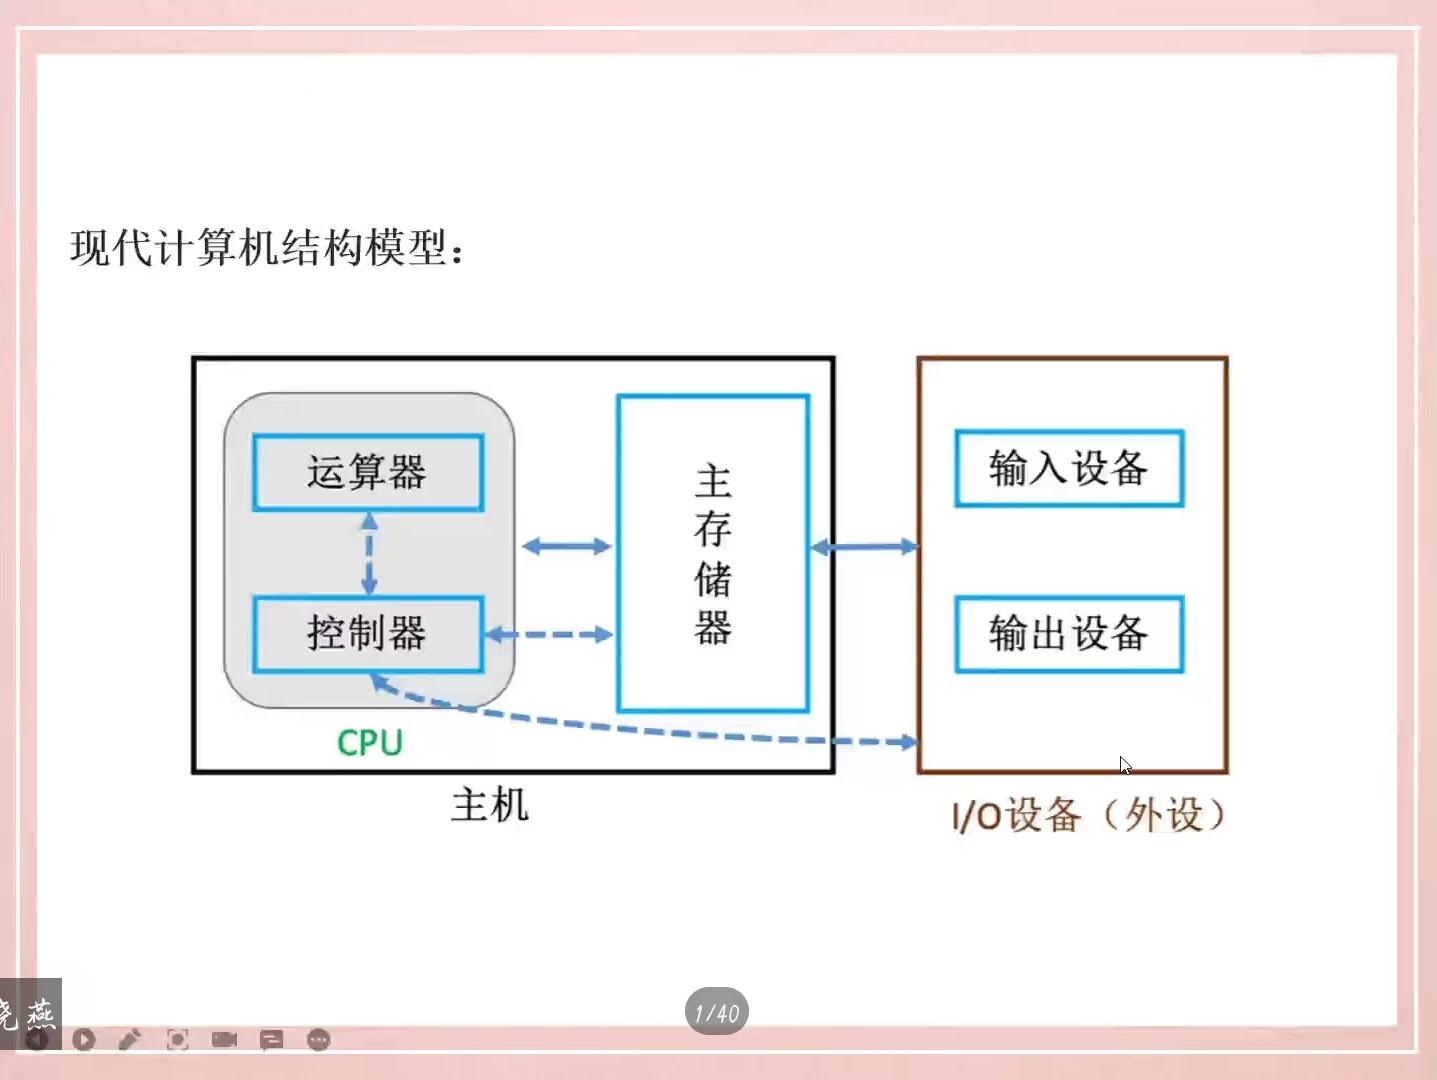 现代计算机结构模型：
运算器
控制器
CPU
主存储器
主机
输入设备
输出设备
I/O设备（外设）
燕
1/40